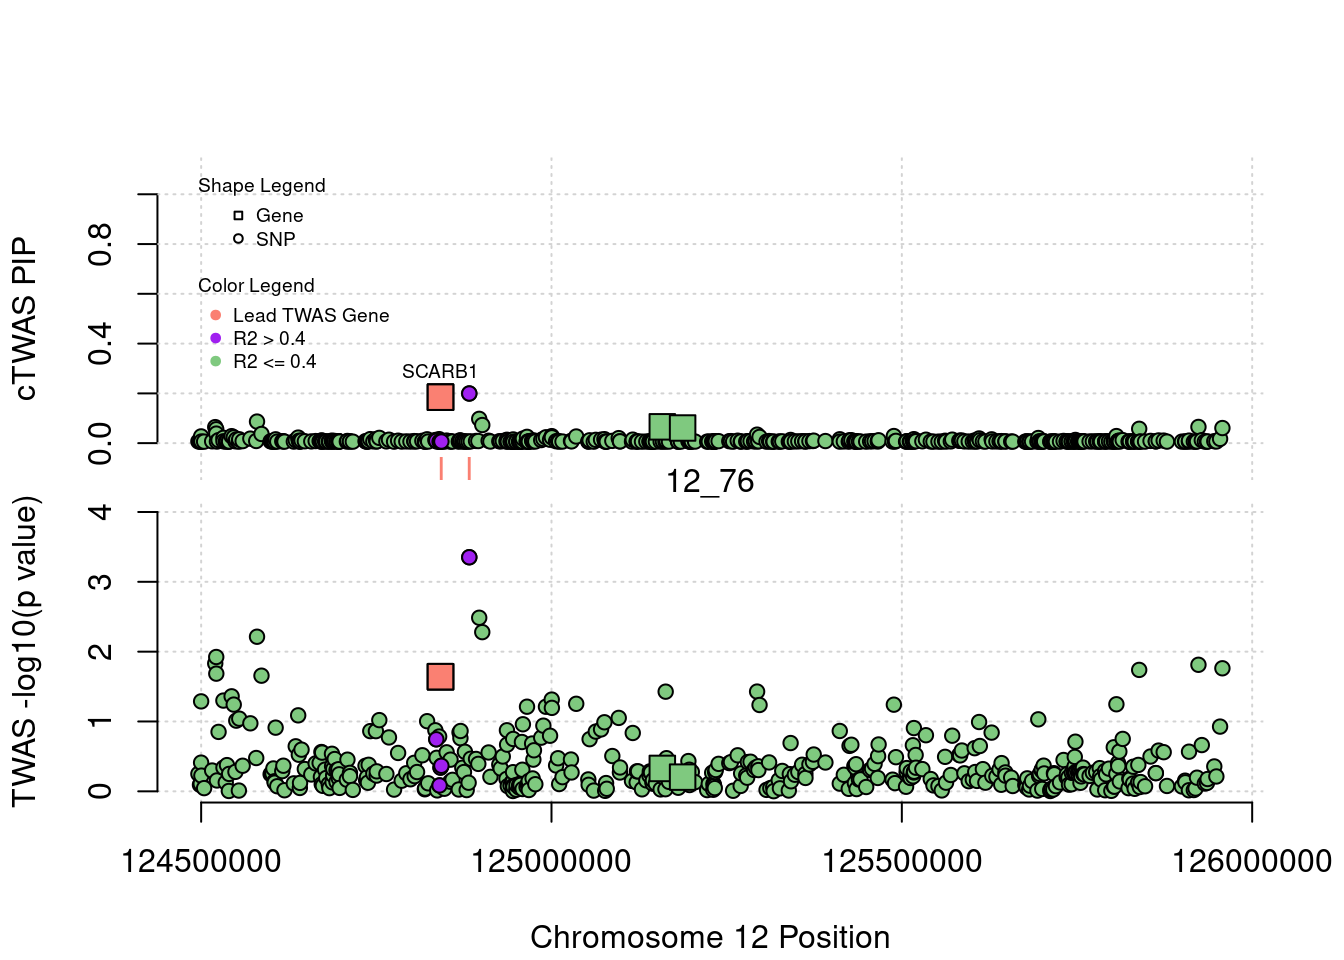 Shape Legend
Gene
SNP
Color Legend
Lead TWAS Gene
R2 > 0.4
R2 <= 0.4
SCARB1
cTWAS PIP
0.8
0.4
0.0
12_76
TWAS -log10(p value)
4
3
2
1
0
124500000 125000000 125500000 126000000
Chromosome 12 Position